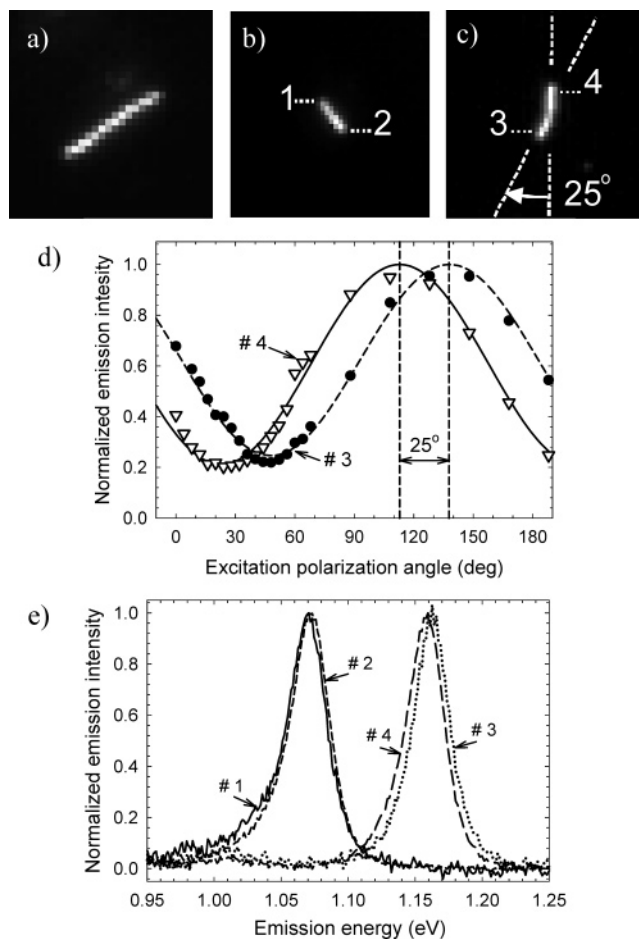 a)
b)
c)
1
2
3
4
25°
d)
Normalized emission intesity
1.0
0.8
0.6
0.4
0.2
0.0
# 4
# 3
25°
0 30 60 90 120 150 180
Excitation polarization angle (deg)
e)
Normalized emission intensity
1.0
0.8
0.6
0.4
0.2
0.0
# 2
# 4
# 3
# 1
0.95 1.00 1.05 1.10 1.15 1.20 1.25
Emission energy (eV)